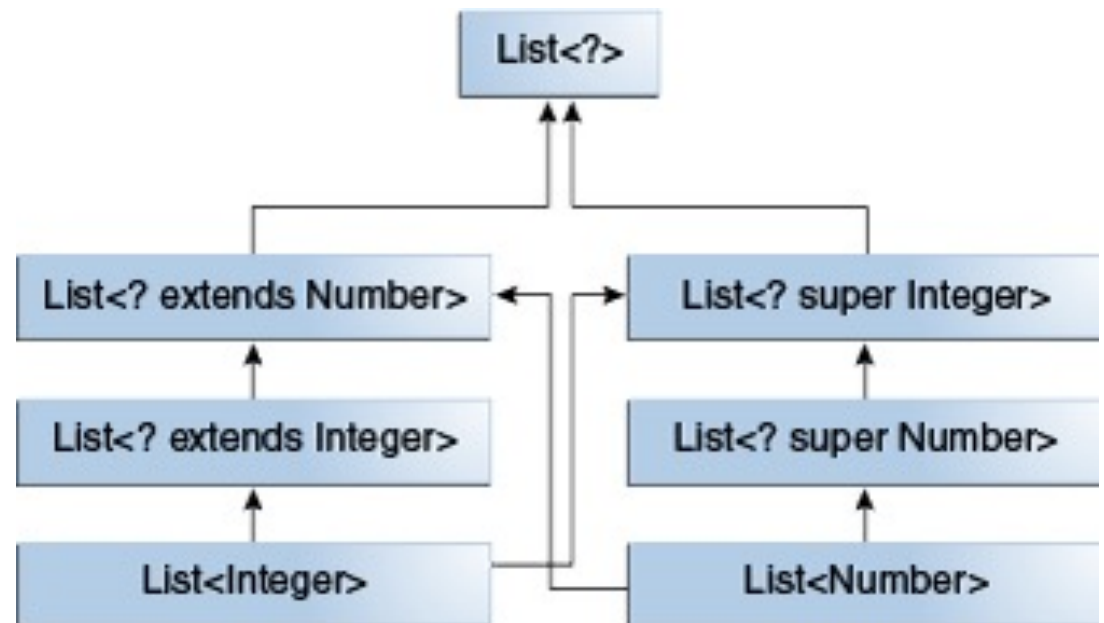 List<?>
List<? extends Number>
List<? super Integer>
List<? extends Integer>
List<? super Number>
List<Integer>
List<Number>